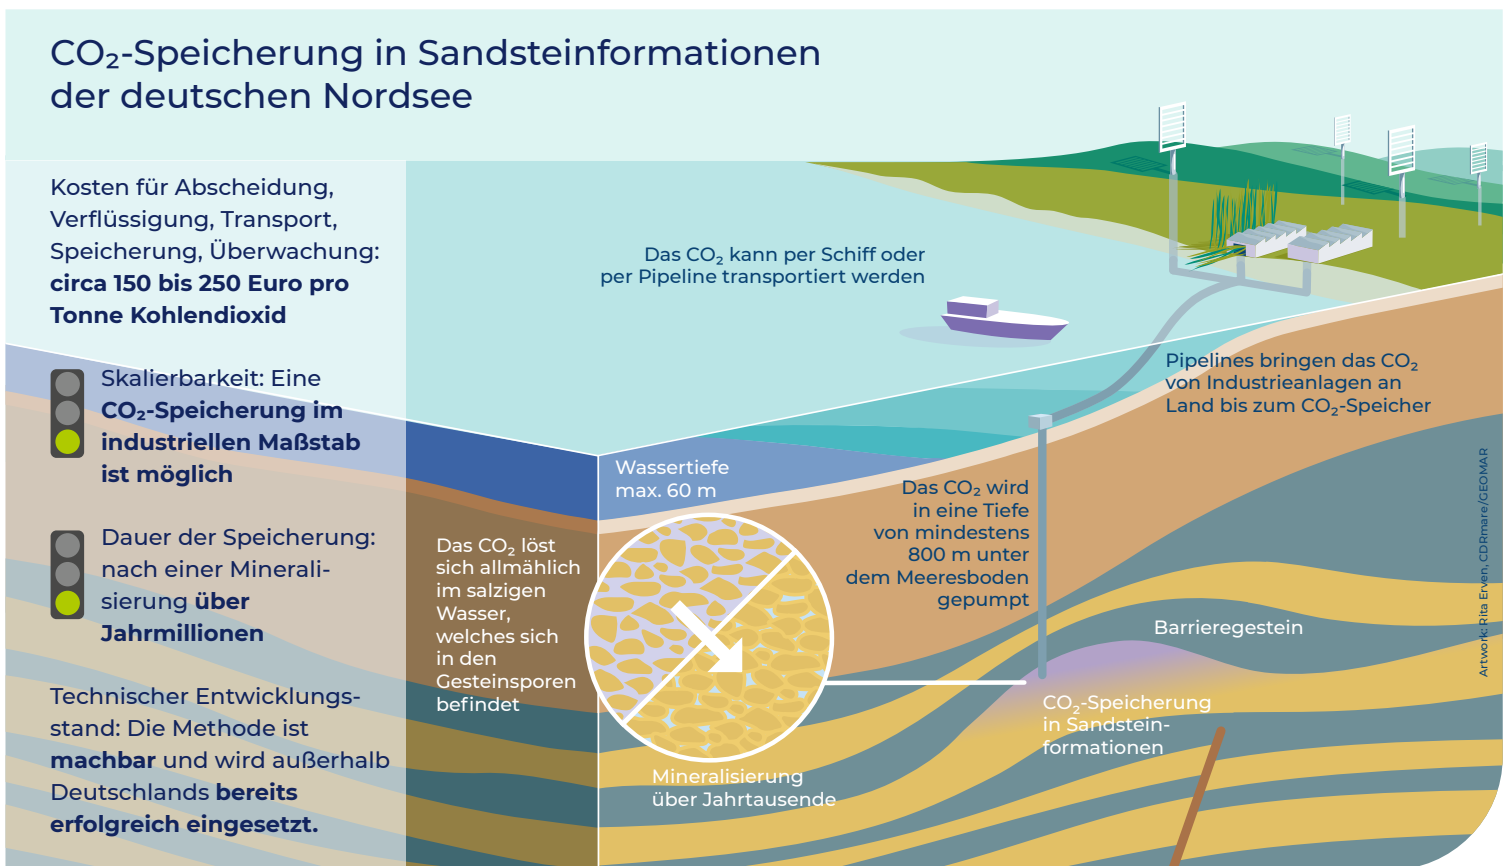 CO₂-Speicherung in Sandsteinformationen
der deutschen Nordsee
Kosten für Abscheidung,
Verflüssigung, Transport,
Speicherung, Überwachung:
circa 150 bis 250 Euro pro
Tonne Kohlendioxid
Skalierbarkeit: Eine
CO₂-Speicherung im
industriellen Maßstab
ist möglich
Dauer der Speicherung:
nach einer Minerali-
sierung über
Jahrmillionen
Technischer Entwicklungs-
stand: Die Methode ist
machbar und wird außerhalb
Deutschlands bereits
erfolgreich eingesetzt.
Das CO₂ kann per Schiff oder
per Pipeline transportiert werden
Pipelines bringen das CO₂
von Industrieanlagen an
Land bis zum CO₂-Speicher
Wassertiefe
max. 60 m
Das CO₂ wird
in eine Tiefe
von mindestens
800 m unter
dem Meeresboden
gepumpt
Das CO₂ löst
sich allmählich
im salzigen
Wasser,
welches sich
in den
Gesteinsporen
befindet
Barrieregestein
CO₂-Speicherung
in Sandstein-
formationen
Mineralisierung
über Jahrtausende
Artwork: Rita Erven, CDRmare/GEOMAR